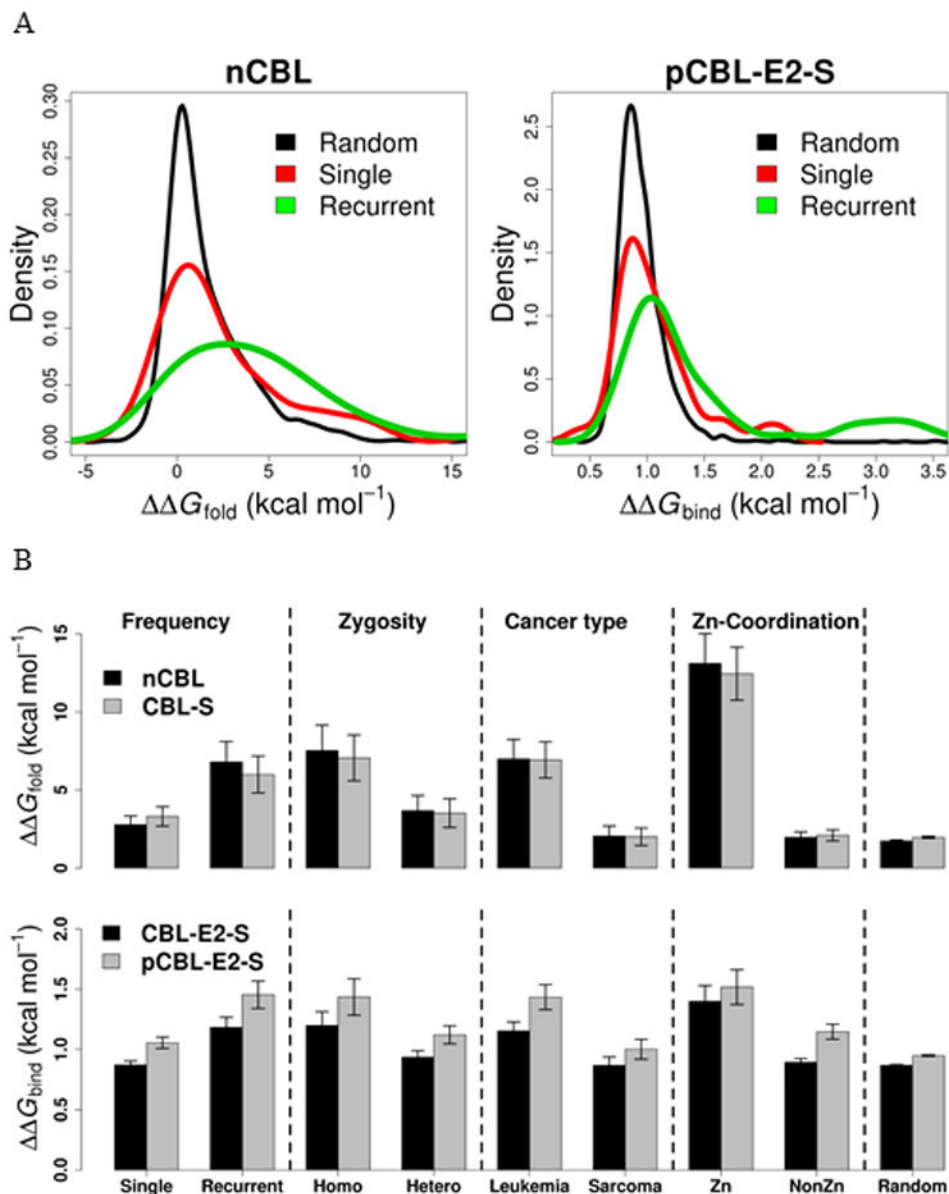 A
nCBL
pCBL-E2-S
0.30
0.25
0.20
0.15
0.10
0.05
0.00
Density
Random
Single
Recurrent
-5
0
5
10
15
ΔΔGfold (kcal mol−1)
2.5
2.0
1.5
1.0
0.5
0.0
Density
Random
Single
Recurrent
0.5
1.0
1.5
2.0
2.5
3.0
3.5
ΔΔGbind (kcal mol−1)
B
Frequency
Zygosity
Cancer type
Zn-Coordination
15
10
5
0
ΔΔGfold (kcal mol−1)
nCBL
CBL-S
2.0
1.5
1.0
0.5
0.0
ΔΔGbind (kcal mol−1)
CBL-E2-S
pCBL-E2-S
Single
Recurrent
Homo
Hetero
Leukemia
Sarcoma
Zn
NonZn
Random